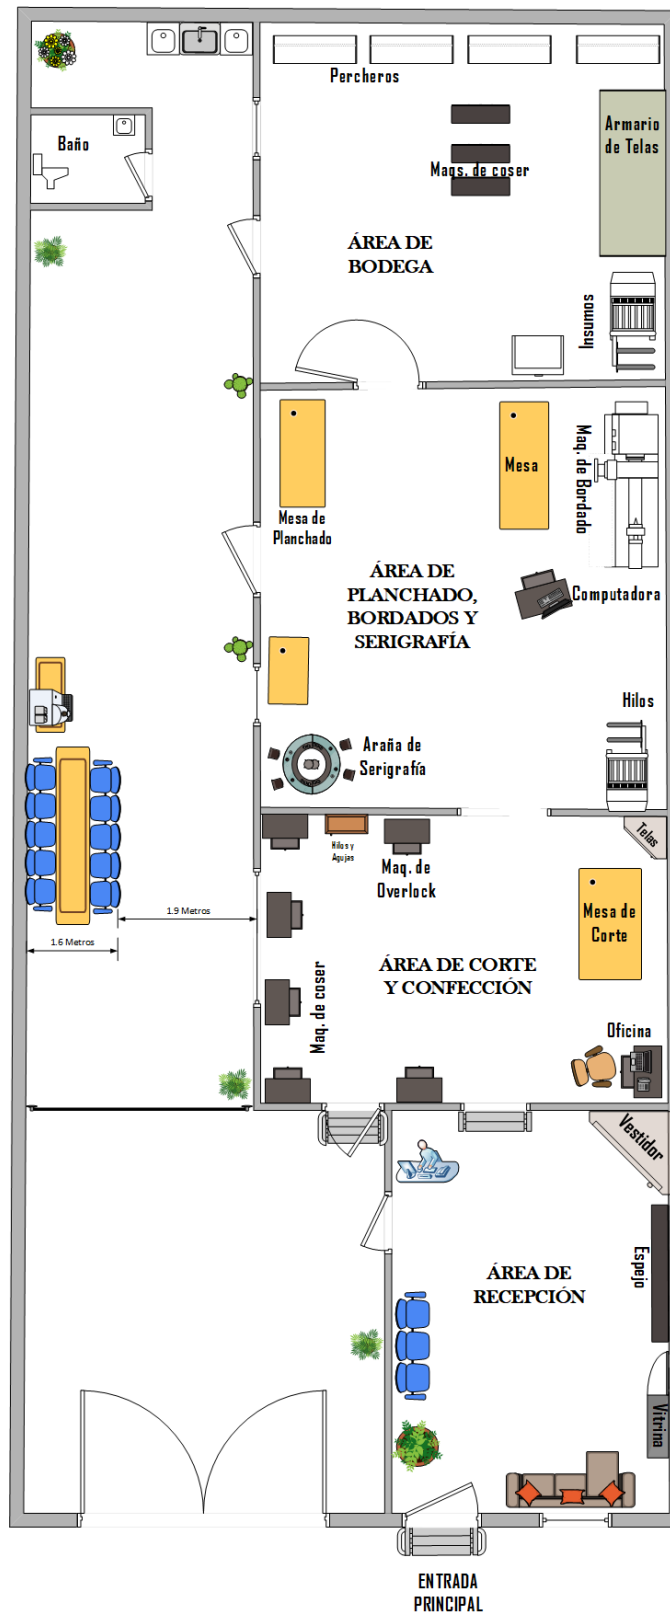 Percheros
Armario
de Telas
Baño
Maqs. de coser
ÁREA DE
BODEGA
Insumos
Mesa
Maq. de Bordado
Mesa de
Planchado
ÁREA DE
PLANCHADO,
BORDADOS Y
SERIGRAFÍA
Computadora
Hilos
Araña de
Serigrafía
Telas
Hilos y
Agujas
Maq. de
Overlock
Mesa de
Corte
1.9 Metros
1.6 Metros
ÁREA DE CORTE
Y CONFECCIÓN
Maq. de coser
Oficina
Vestidor
Espejo
ÁREA DE
RECEPCIÓN
Vitrina
ENTRADA
PRINCIPAL